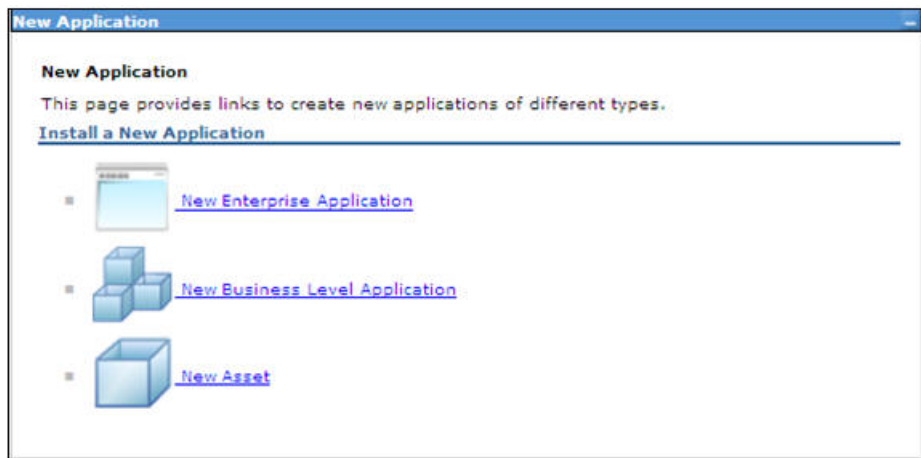 New Application
New Application
This page provides links to create new applications of different types.
Install a New Application
New Enterprise Application
New Business Level Application
New Asset